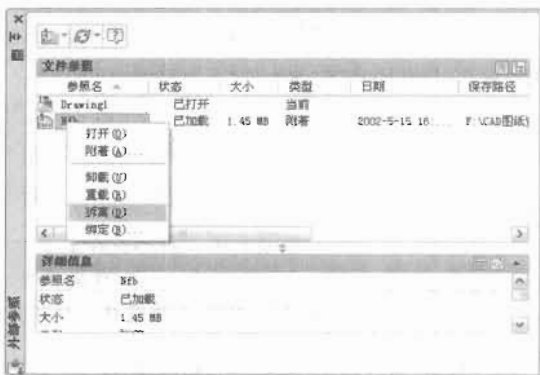 文件参照
参照名 状态 大小 类型 日期 保存路径
Drawing1 已打开 当前
Nfb 已加载 1.45 MB 附着 2002-5-15 16:... F:\CAD图纸\
打开(O)
附着(A)...
卸载(U)
重载(R)
拆离(D)
绑定(B)...
详细信息
参照名 Nfb
状态 已加载
大小 1.45 MB
外部参照